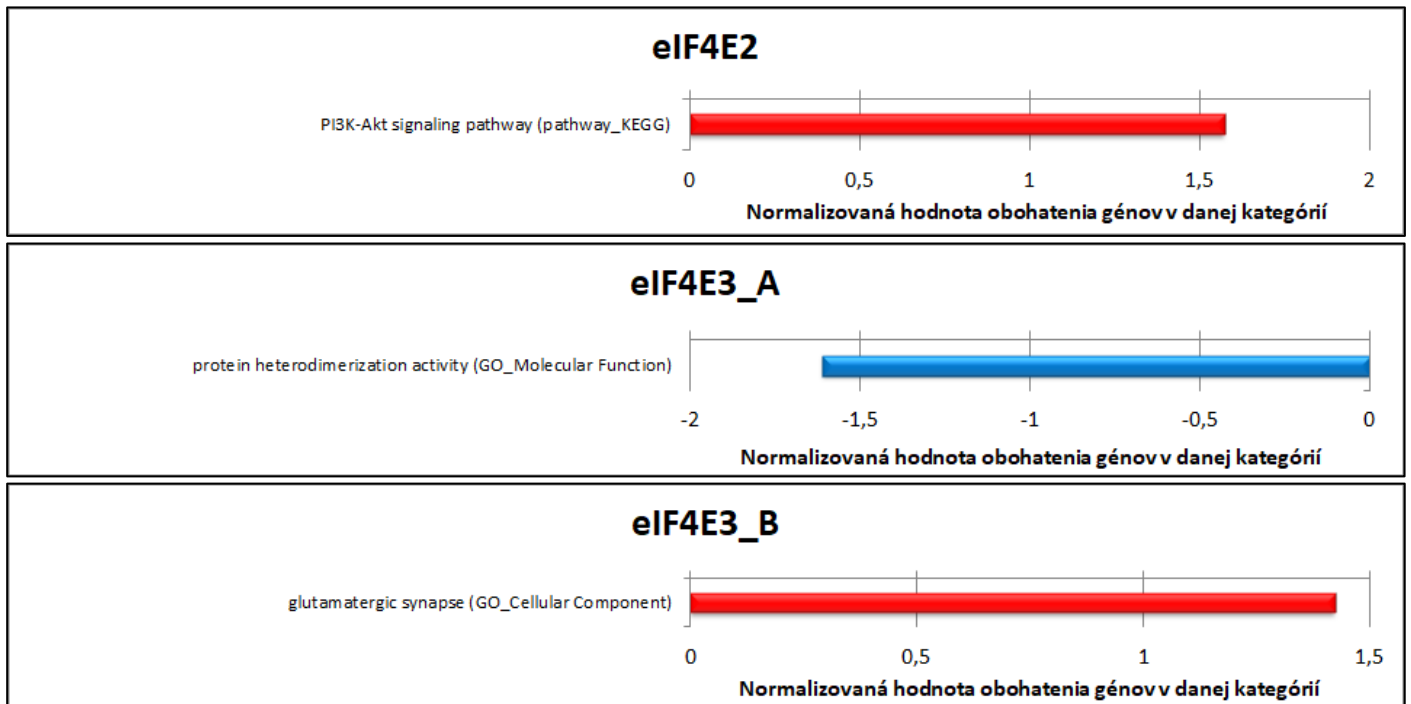 eIF4E2
PI3K-Akt signaling pathway (pathway_KEGG)
0 0,5 1 1,5 2
Normalizovaná hodnota obohatenia génov v danej kategórií
eIF4E3_A
protein heterodimerization activity (GO_Molecular Function)
-2 -1,5 -1 -0,5 0
Normalizovaná hodnota obohatenia génov v danej kategórií
eIF4E3_B
glutamatergic synapse (GO_Cellular Component)
0 0,5 1 1,5
Normalizovaná hodnota obohatenia génov v danej kategórií